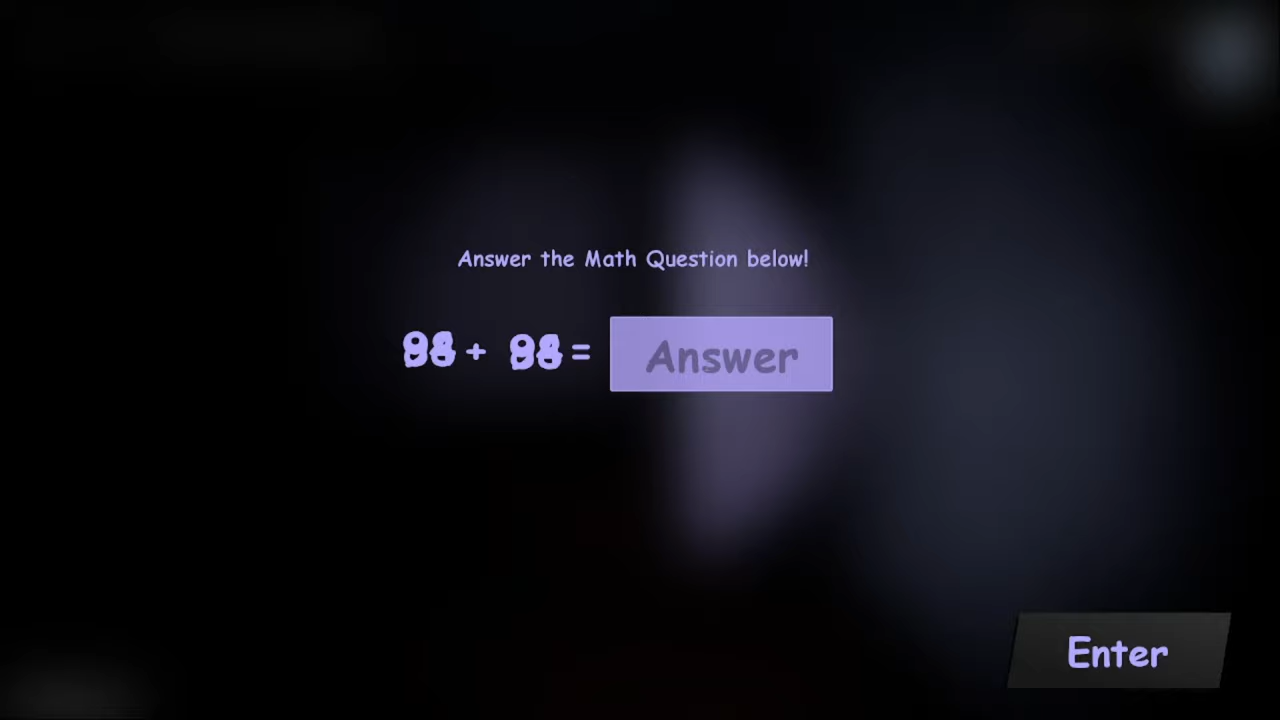 Answer the Math Question below!
+ = Answer
Enter